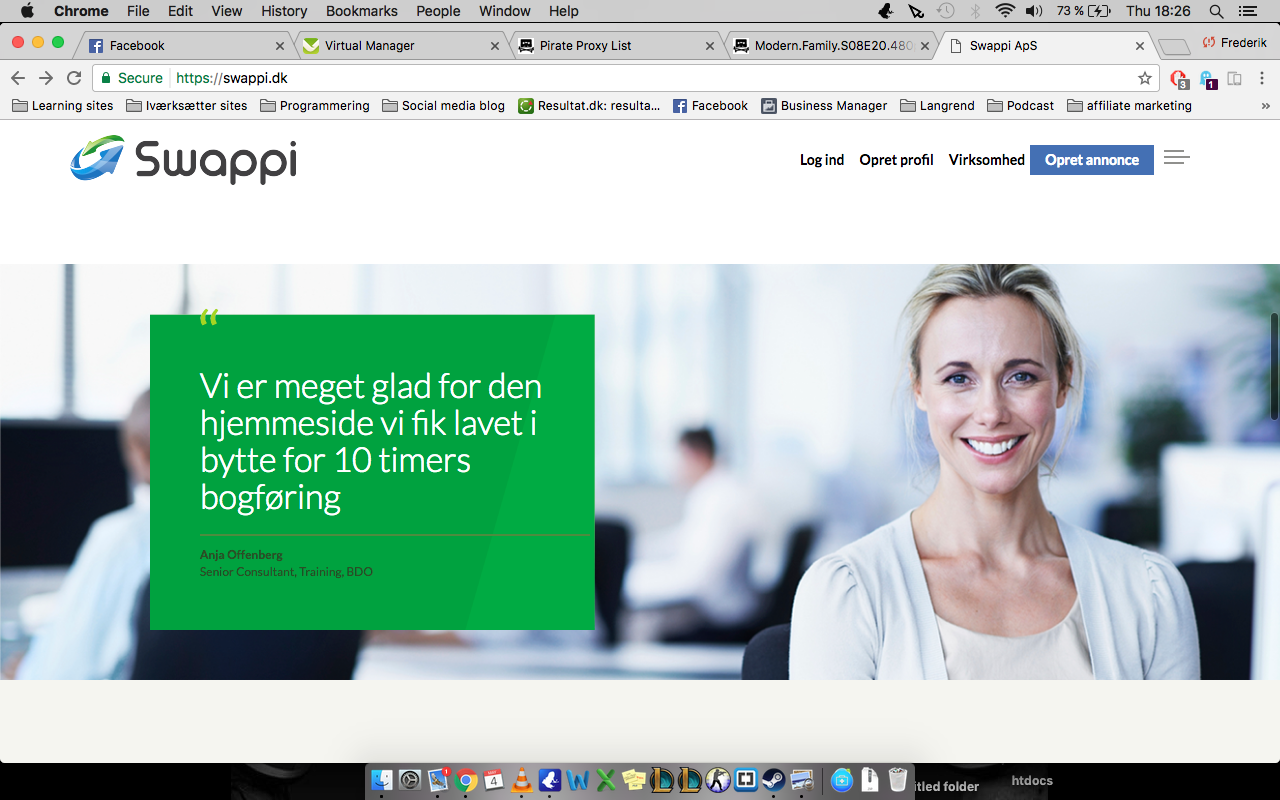 Chrome File Edit View History Bookmarks People Window Help 73 % Thu 18:26
Facebook Virtual Manager Pirate Proxy List Modern.Family.S08E20.480 Swappi ApS Frederik
Secure https://swappi.dk 3 1
Learning sites Iværksætter sites Programmering Social media blog Resultat.dk: resulta... Facebook Business Manager Langrend Podcast affiliate marketing »
Swappi
Log ind Opret profil Virksomhed Opret annonce
“
Vi er meget glad for den
hjemmeside vi fik lavet i
bytte for 10 timers
bogføring
Anja Offenberg
Senior Consultant, Training, BDO
1 4
itled folder htdocs